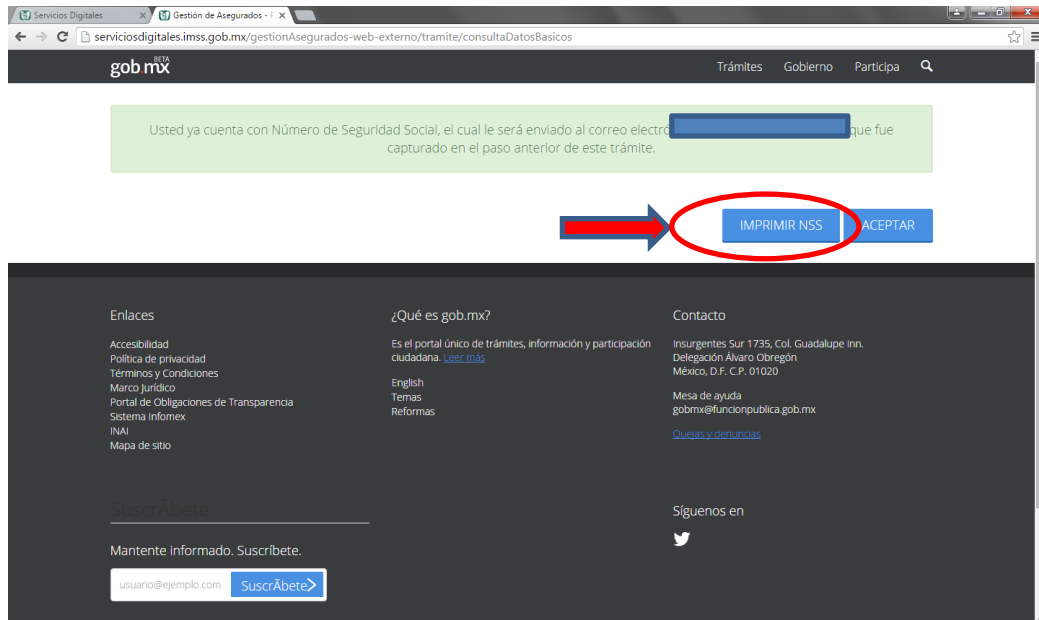 Servicios Digitales
Gestión de Asegurados - F
serviciosdigitales.imss.gob.mx/gestionAsegurados-web-externo/tramite/consultaDatosBasicos
gob.mx BETA
Trámites Gobierno Participa
Usted ya cuenta con Número de Seguridad Social, el cual le será enviado al correo electró que fue
capturado en el paso anterior de este trámite.
IMPRIMIR NSS
ACEPTAR
Enlaces
Accesibilidad
Política de privacidad
Términos y Condiciones
Marco Jurídico
Portal de Obligaciones de Transparencia
Sistema Infomex
INAI
Mapa de sitio
¿Qué es gob.mx?
Es el portal único de trámites, información y participación
ciudadana. Leer más
English
Temas
Reformas
Contacto
Insurgentes Sur 1735, Col. Guadalupe Inn.
Delegación Álvaro Obregón
México, D.F. C.P. 01020
Mesa de ayuda
gobmx@funcionpublica.gob.mx
Quejas y denuncias
SuscrÃbete
Mantente informado. Suscríbete.
usuario@ejemplo.com
SuscrÃbete
Síguenos en